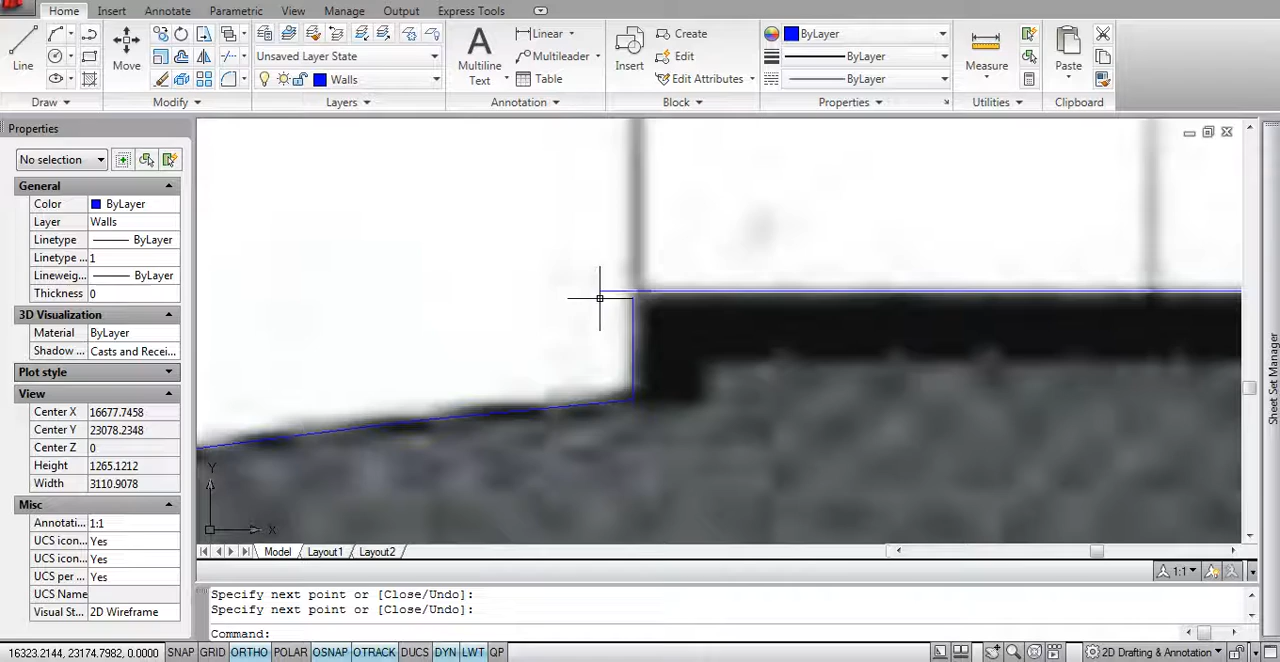 Home Insert Annotate Parametric View Manage Output Express Tools
Line
Move
Unsaved Layer State
Walls
Multiline
Text
Linear
Multileader
Table
Insert
Create
Edit
Edit Attributes
ByLayer
ByLayer
ByLayer
Measure
Paste
Draw Modify Layers Annotation Block Properties Utilities Clipboard
Properties
No selection
General
Color ByLayer
Layer Walls
Linetype ByLayer
Linetype ... 1
Lineweig... ByLayer
Thickness 0
3D Visualization
Material ByLayer
Shadow ... Casts and Recei...
Plot style
View
Center X 16677.7458
Center Y 23078.2348
Center Z 0
Height 1265.1212
Width 3110.9078
Misc
Annotati... 1:1
UCS icon... Yes
UCS icon... Yes
UCS per ... Yes
UCS Name
Visual St... 2D Wireframe
Y
X
Sheet Set Manager
Model Layout1 Layout2
1:1
Specify next point or [Close/Undo]:
Specify next point or [Close/Undo]:
Command:
16323.2144, 23174.7982, 0.0000 SNAP GRID ORTHO POLAR OSNAP OTRACK DUCS DYN LWT QP 2D Drafting & Annotation